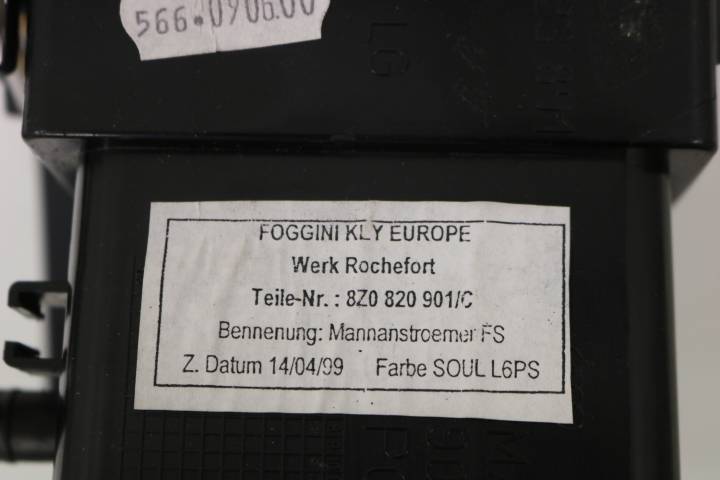 566.0906.00
LG
FOGGINI KLY EUROPE
Werk Rochefort
Teile-Nr. : 8Z0 820 901/C
Bennenung: Mannanstroemer FS
Z. Datum 14/04/99 Farbe SOUL L6PS